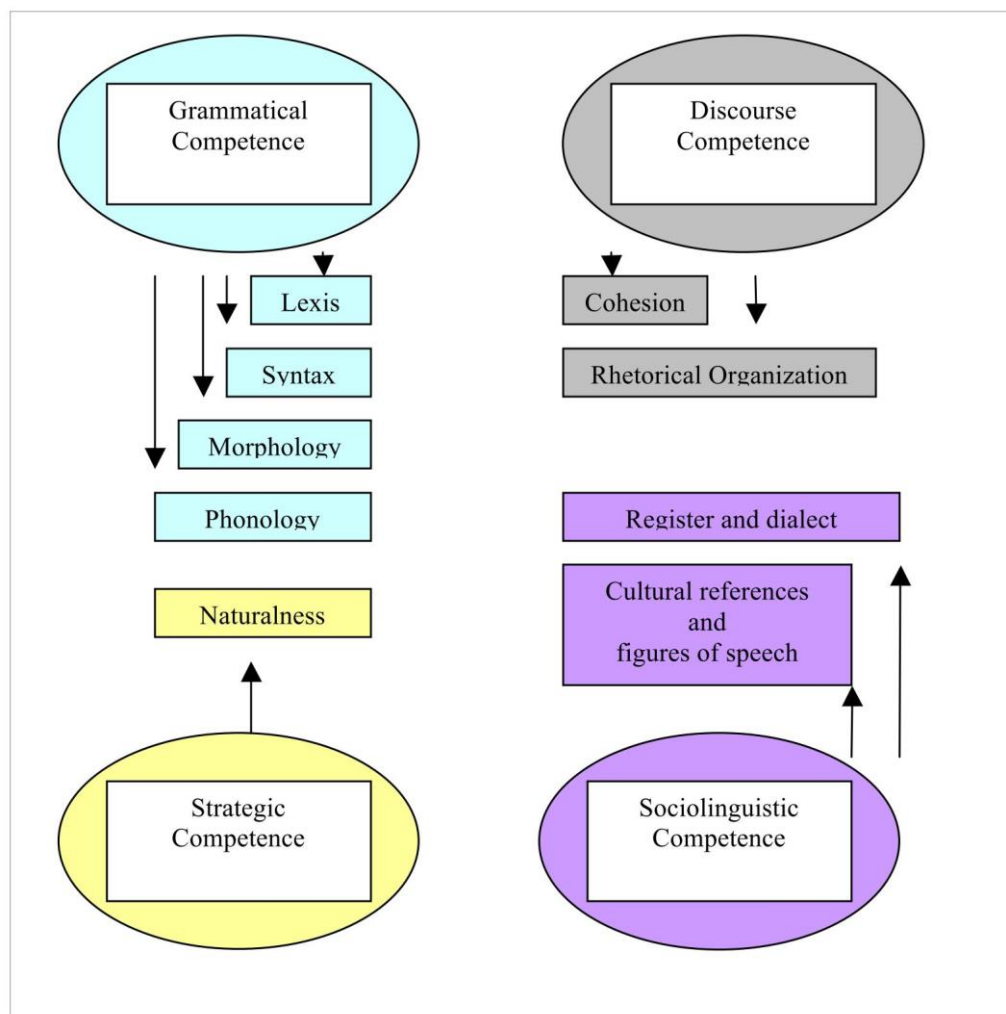 Grammatical
Competence
Discourse
Competence
Lexis
Cohesion
Syntax
Rhetorical Organization
Morphology
Phonology
Register and dialect
Naturalness
Cultural references
and
figures of speech
Strategic
Competence
Sociolinguistic
Competence